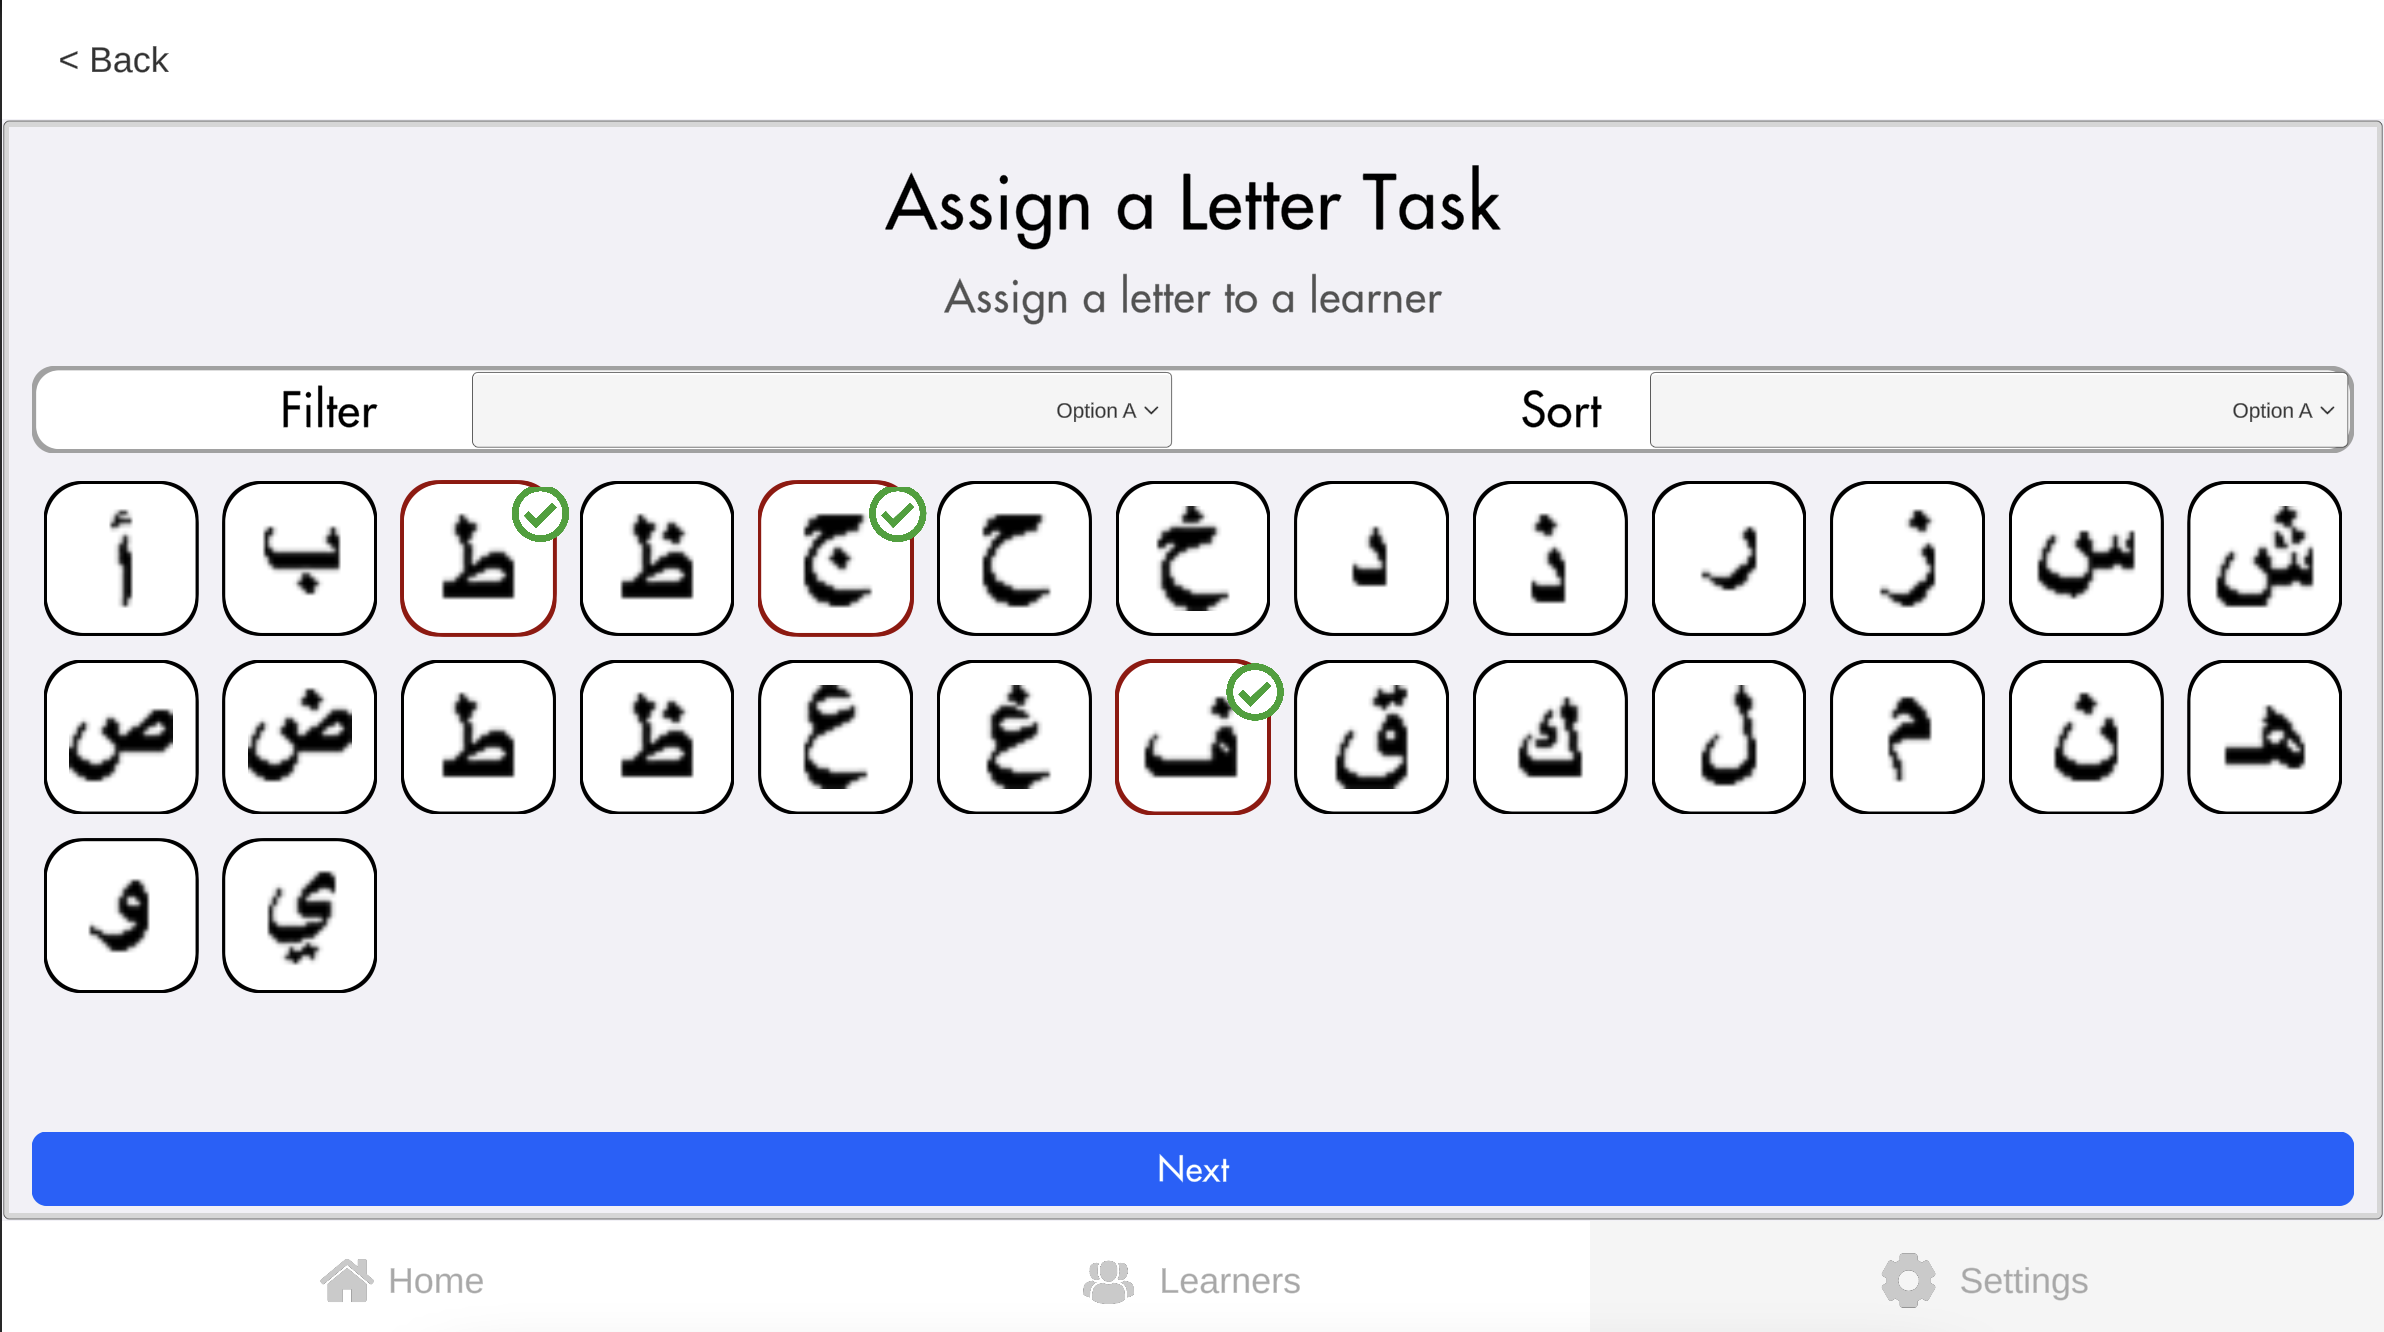 < Back
Assign a Letter Task
Assign a letter to a learner
Filter Option A Sort Option A
أ ب ط ظ ج ح خ د ذ ر ز س ش
ص ض ط ظ ع غ ف ق ك ل م ن هـ
و ي
Next
Home Learners Settings